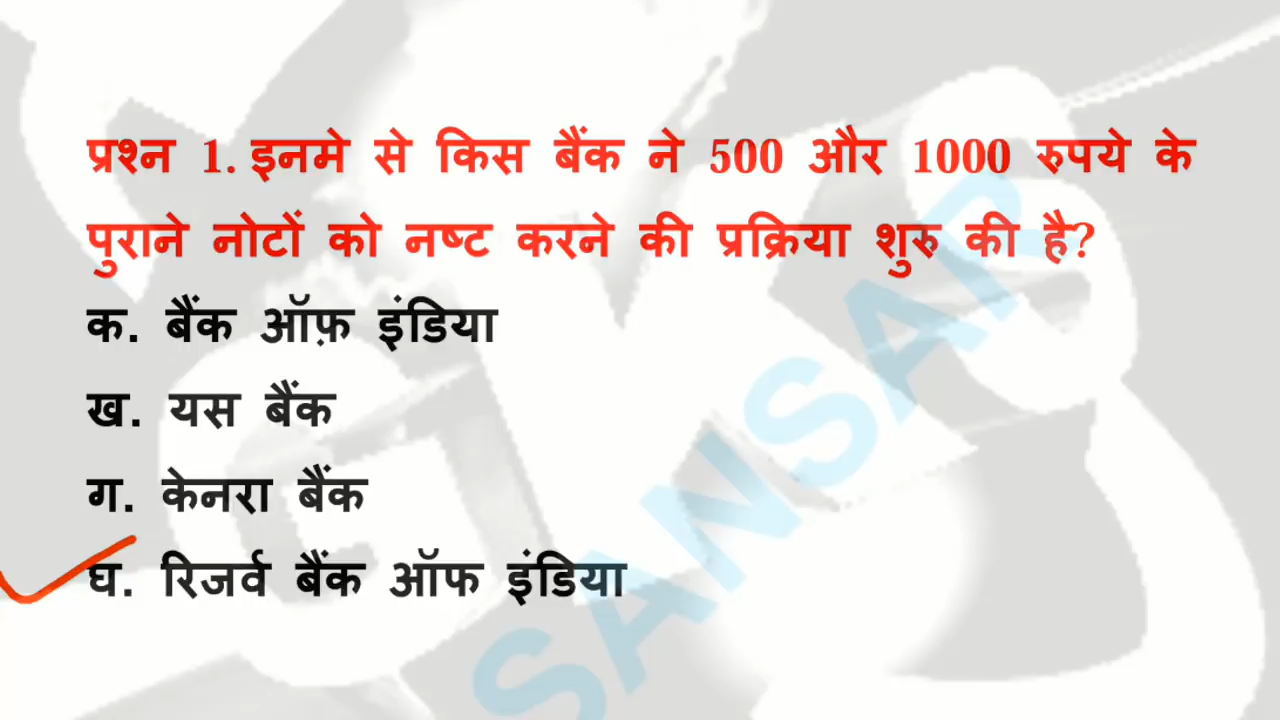 प्रश्न 1. इनमे से किस बैंक ने 500 और 1000 रुपये के
पुराने नोटों को नष्ट करने की प्रक्रिया शुरु की है?
क. बैंक ऑफ़ इंडिया
ख. यस बैंक
ग. केनरा बैंक
घ. रिजर्व बैंक ऑफ इंडिया
SANSAR